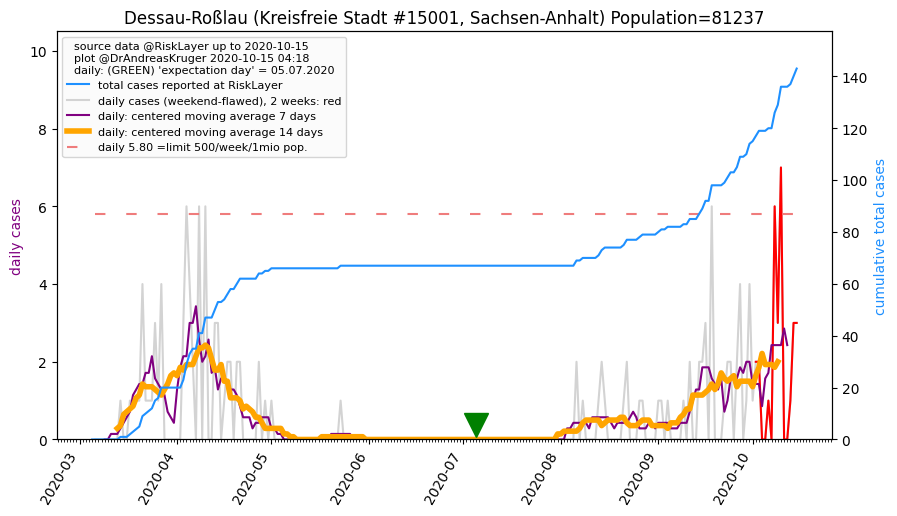 Dessau-Roßlau (Kreisfreie Stadt #15001, Sachsen-Anhalt) Population=81237
source data @RiskLayer up to 2020-10-15
plot @DrAndreasKruger 2020-10-15 04:18
daily: (GREEN) 'expectation day' = 05.07.2020
total cases reported at RiskLayer
daily cases (weekend-flawed), 2 weeks: red
daily: centered moving average 7 days
daily: centered moving average 14 days
daily 5.80 =limit 500/week/1mio pop.
daily cases
10
8
6
4
2
0
cumulative total cases
140
120
100
80
60
40
20
0
2020-03
2020-04
2020-05
2020-06
2020-07
2020-08
2020-09
2020-10